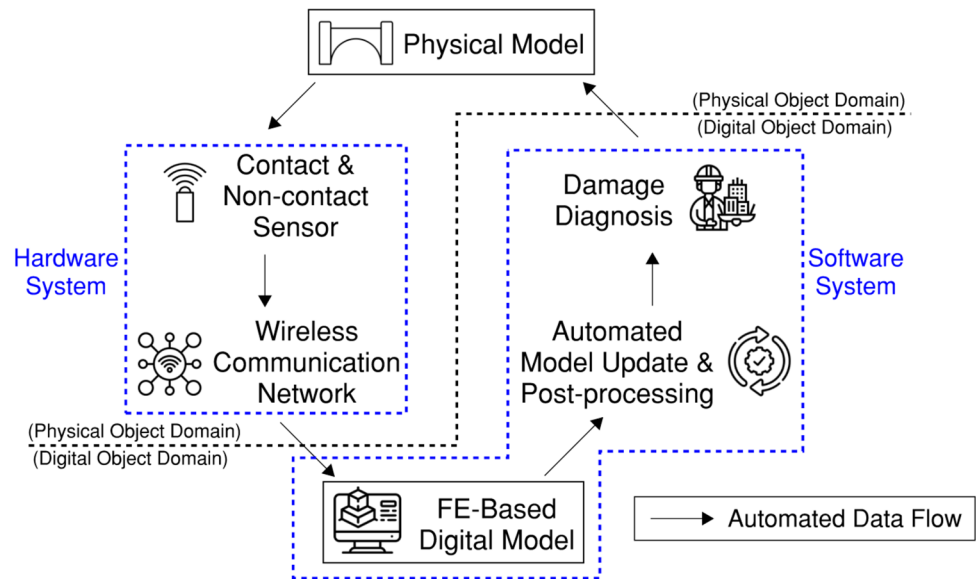 Physical Model
(Physical Object Domain)
(Digital Object Domain)
Contact &
Non-contact
Sensor
Damage
Diagnosis
Hardware
System
Software
System
Wireless
Communication
Network
Automated
Model Update &
Post-processing
(Physical Object Domain)
(Digital Object Domain)
FE-Based
Digital Model
Automated Data Flow